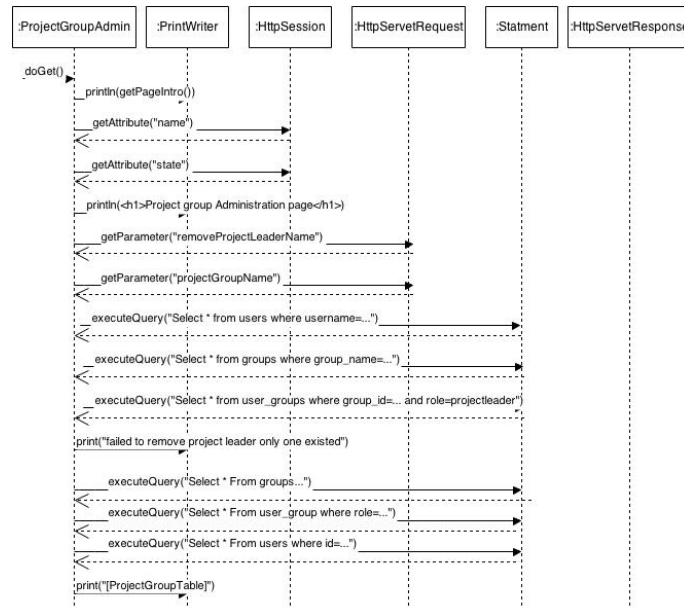 :ProjectGroupAdmin :PrintWriter :HttpSession :HttpServetRequest :Statment :HttpServetResponse
doGet()
println(getPageIntro())
getAttribute("name")
getAttribute("state")
println(<h1>Project group Administration page</h1>)
getParameter("removeProjectLeaderName")
getParameter("projectGroupName")
executeQuery("Select * from users where username=...")
executeQuery("Select * from groups where group_name=...")
executeQuery("Select * from user_groups where group_id=... and role=projectleader")
print("failed to remove project leader only one existed")
executeQuery("Select * From groups...")
executeQuery("Select * From user_group where role=...")
executeQuery("Select * From users where id=...")
print("[ProjectGroupTable]")